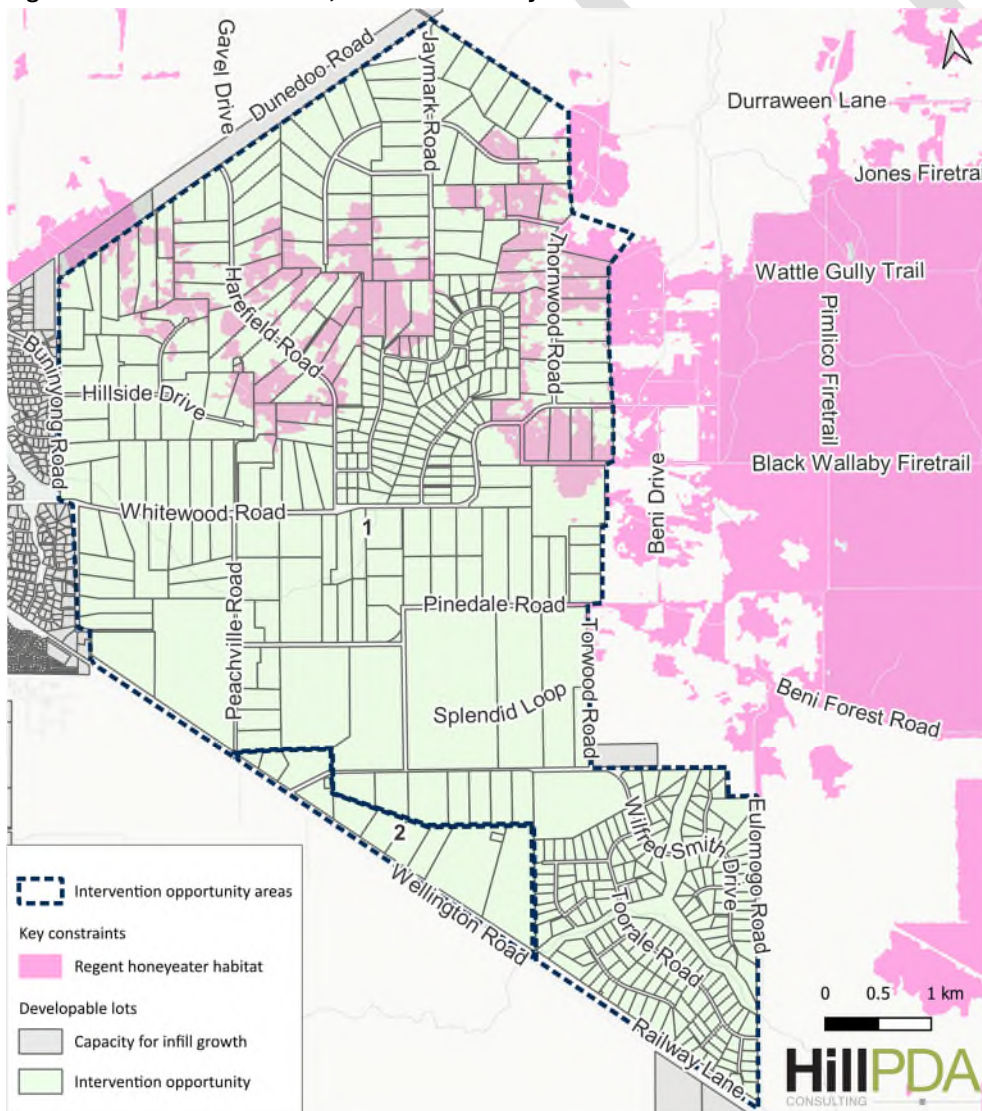 Gavel Drive
Dunedoo Road
Jaymark Road
Durraween Lane
Jones Firetrai
Thornwood Road
Wattle Gully Trail
Harefield Road
Pimlico Firetrail
Buninyong Road
Hillside Drive
Black Wallaby Firetrail
Beni Drive
Whitewood Road
1
Pinedale Road
Peachville Road
Torwood Road
Splendid Loop
Beni Forest Road
2
Wilfred Smith Drive
Eulomogo Road
Wellington Road
Toorale Road
Railway Lane
Intervention opportunity areas
Key constraints
Regent honeyeater habitat
Developable lots
Capacity for infill growth
Intervention opportunity
0 0.5 1 km
HillPDA
CONSULTING